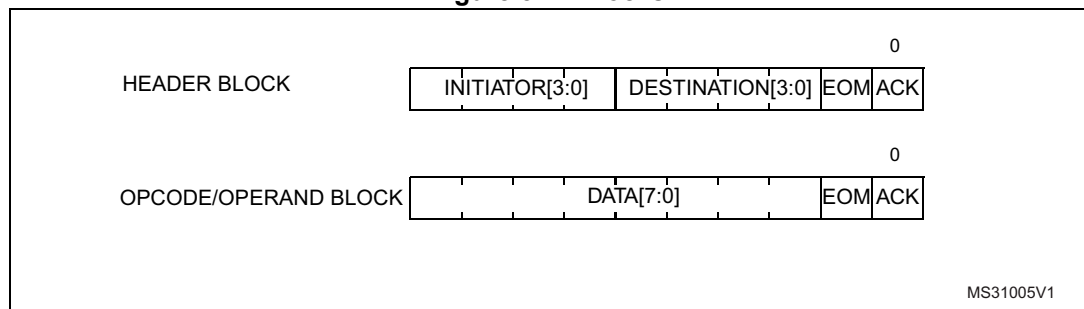 0
HEADER BLOCK INITIATOR[3:0] DESTINATION[3:0] EOM ACK
0
OPCODE/OPERAND BLOCK DATA[7:0] EOM ACK
MS31005V1